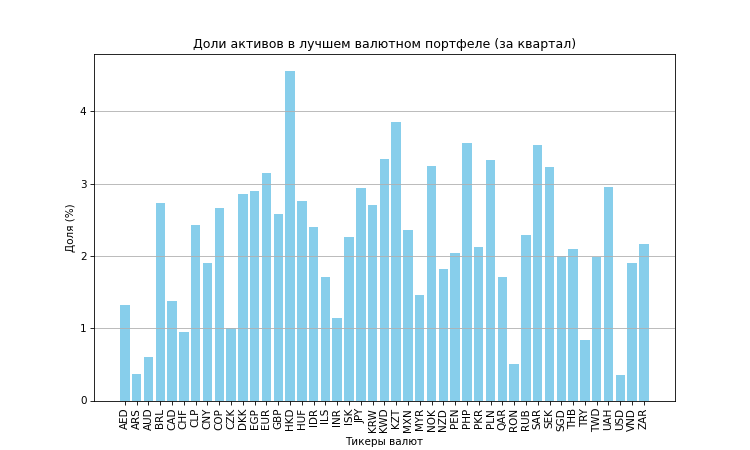 Доли активов в лучшем валютном портфеле (за квартал)
Доля (%)
4
3
2
1
0
AED ARS AUD BRL CAD CHF CLP CNY COP CZK DKK EGP EUR GBP HKD HUF IDR ILS INR ISK JPY KRW KWD KZT MXN MYR NOK NZD PEN PHP PKR PLN QAR RON RUB SAR SEK SGD THB TRY TWD UAH USD VND ZAR
Тикеры валют